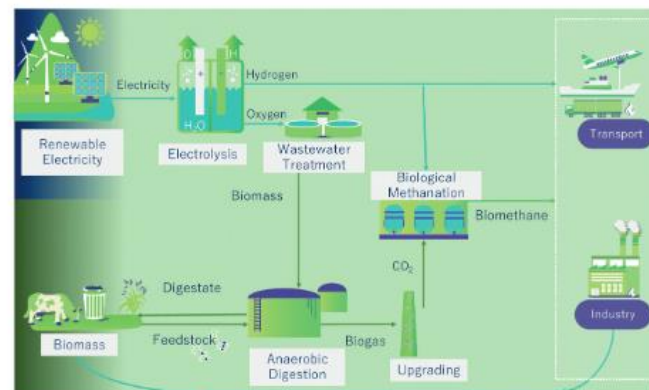 Electricity
Hydrogen
Oxygen
H₂O
Renewable
Electricity
Electrolysis
Wastewater
Treatment
Transport
Biological
Methanation
Biomass
Biomethane
CO₂
Digestate
Feedstock
Biogas
Biomass
Anaerobic
Digestion
Upgrading
Industry